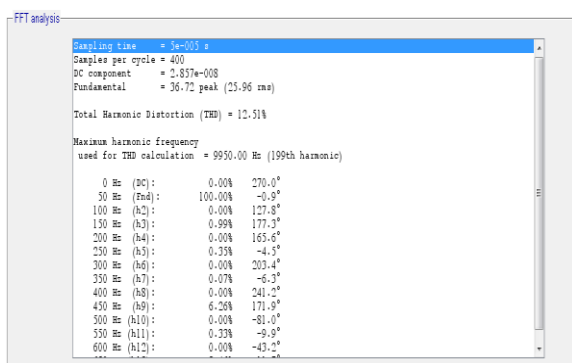 FFT analysis
Sampling time = 5e-005 s
Samples per cycle = 400
DC component = 2.857e-008
Fundamental = 36.72 peak (25.96 rms)
Total Harmonic Distortion (THD) = 12.51%
Maximum harmonic frequency
used for THD calculation = 9950.00 Hz (199th harmonic)
0 Hz (DC): 0.00% 270.0°
50 Hz (Fnd): 100.00% -0.9°
100 Hz (h2): 0.00% 127.8°
150 Hz (h3): 0.99% 177.3°
200 Hz (h4): 0.00% 165.6°
250 Hz (h5): 0.35% -4.5°
300 Hz (h6): 0.00% 203.4°
350 Hz (h7): 0.07% -6.3°
400 Hz (h8): 0.00% 241.2°
450 Hz (h9): 6.26% 171.9°
500 Hz (h10): 0.00% -81.0°
550 Hz (h11): 0.33% -9.9°
600 Hz (h12): 0.00% -43.2°